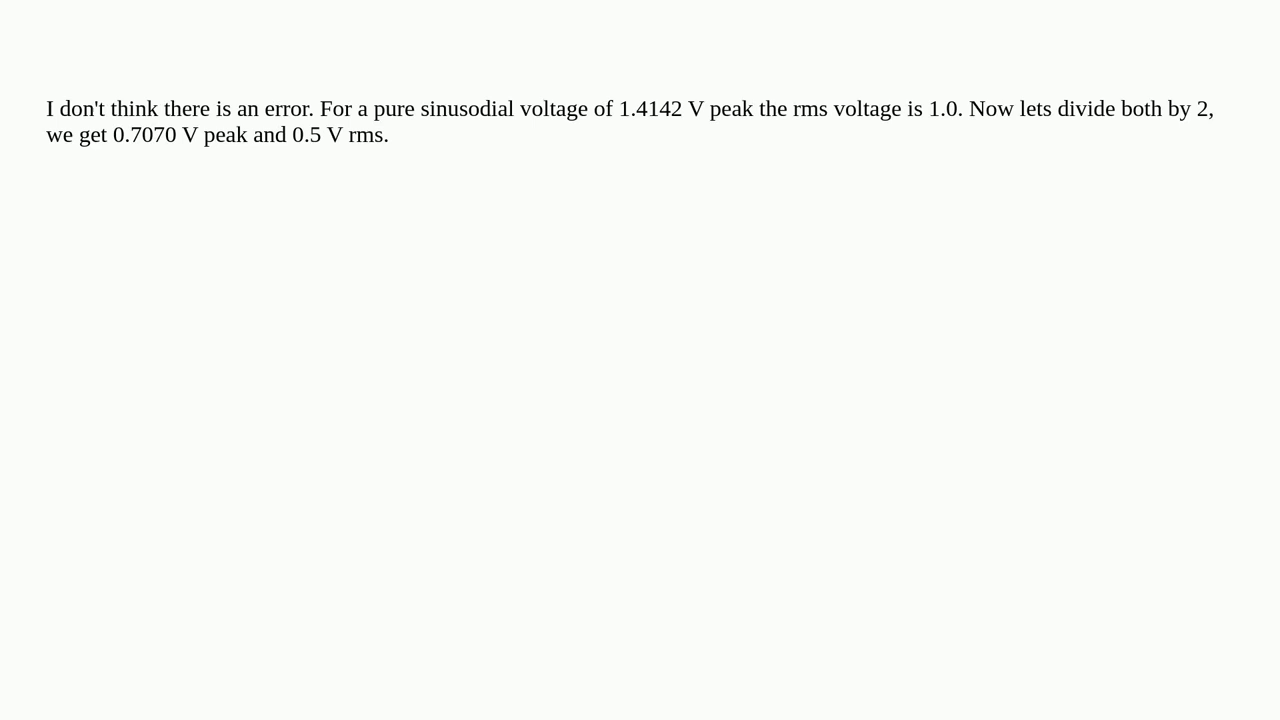 I don't think there is an error. For a pure sinusodial voltage of 1.4142 V peak the rms voltage is 1.0. Now lets divide both by 2,
we get 0.7070 V peak and 0.5 V rms.